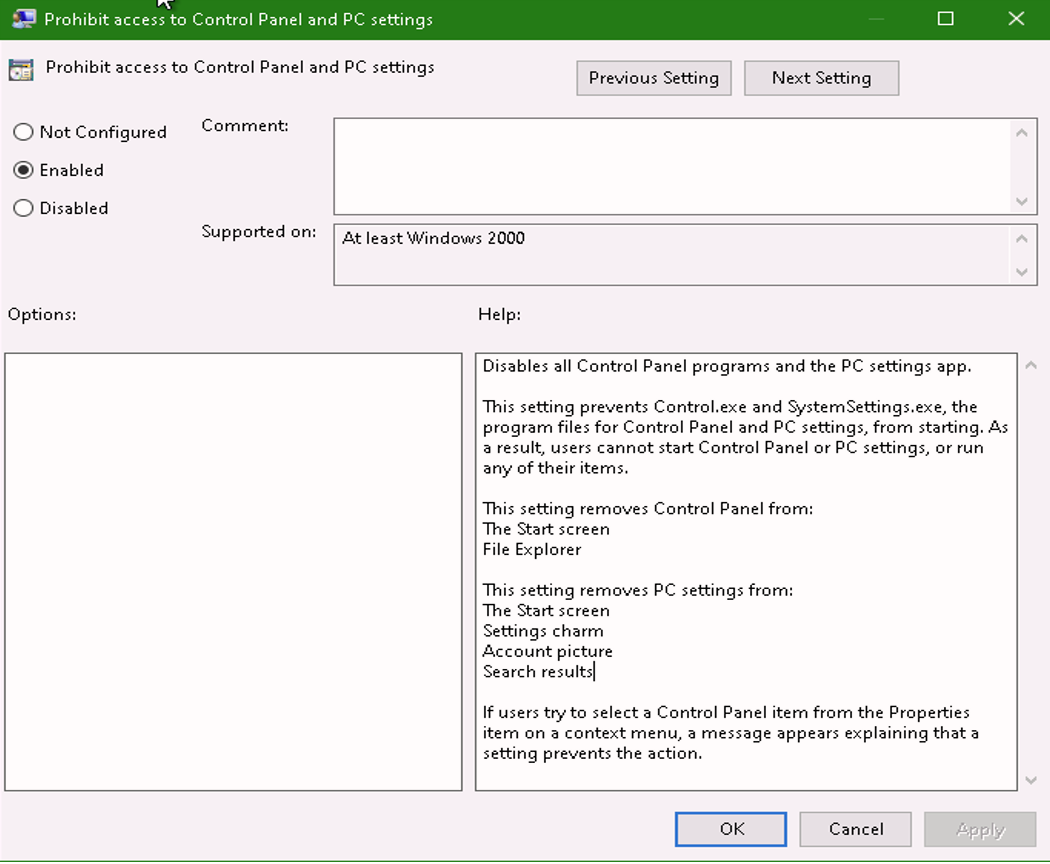 Prohibit access to Control Panel and PC settings
Prohibit access to Control Panel and PC settings
Previous Setting
Next Setting
Not Configured
Enabled
Disabled
Comment:
Supported on:
At least Windows 2000
Options:
Help:
Disables all Control Panel programs and the PC settings app.
This setting prevents Control.exe and SystemSettings.exe, the
program files for Control Panel and PC settings, from starting. As
a result, users cannot start Control Panel or PC settings, or run
any of their items.
This setting removes Control Panel from:
The Start screen
File Explorer
This setting removes PC settings from:
The Start screen
Settings charm
Account picture
Search results
If users try to select a Control Panel item from the Properties
item on a context menu, a message appears explaining that a
setting prevents the action.
OK
Cancel
Apply